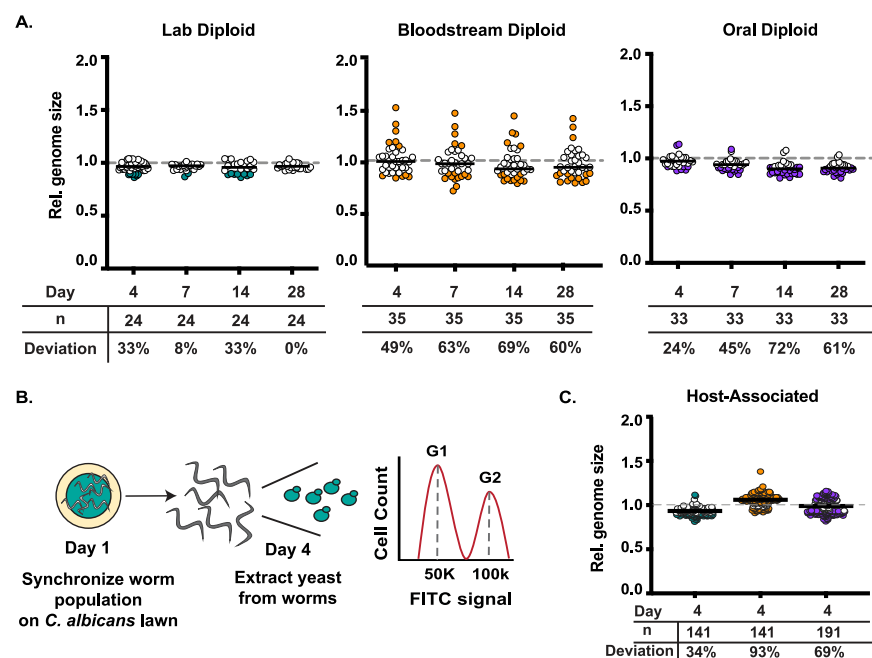 A.
Lab Diploid
Bloodstream Diploid
Oral Diploid
Rel. genome size
2.0
1.5
1.0
0.5
0.0
2.0
1.5
1.0
0.5
0.0
2.0
1.5
1.0
0.5
0.0
Day 4 7 14 28 4 7 14 28 4 7 14 28
n 24 24 24 24 35 35 35 35 33 33 33 33
Deviation 33% 8% 33% 0% 49% 63% 69% 60% 24% 45% 72% 61%
B.
Day 1
Synchronize worm
population
on C. albicans lawn
Day 4
Extract yeast
from worms
Cell Count
G1
G2
50K 100k
FITC signal
C.
Host-Associated
Rel. genome size
2.0
1.5
1.0
0.5
0.0
Day 4 4 4
n 141 141 191
Deviation 34% 93% 69%